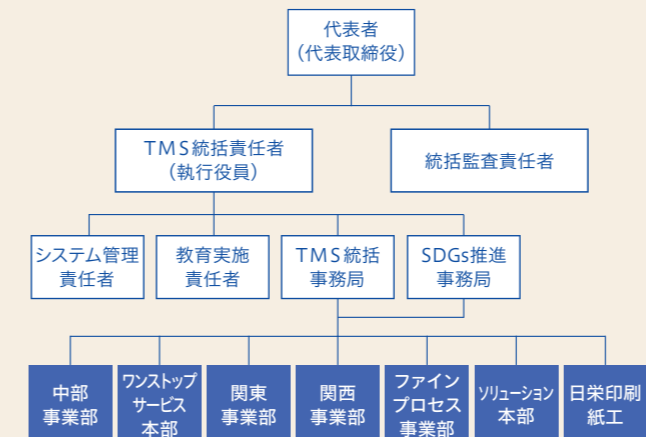 代表者
(代表取締役)
TMS統括責任者
(執行役員)
統括監査責任者
システム管理
責任者
教育実施
責任者
TMS統括
事務局
SDGs推進
事務局
中部
事業部
ワンストップ
サービス
本部
関東
事業部
関西
事業部
ファイン
プロセス
事業部
ソリューション
本部
日栄印刷
紙工